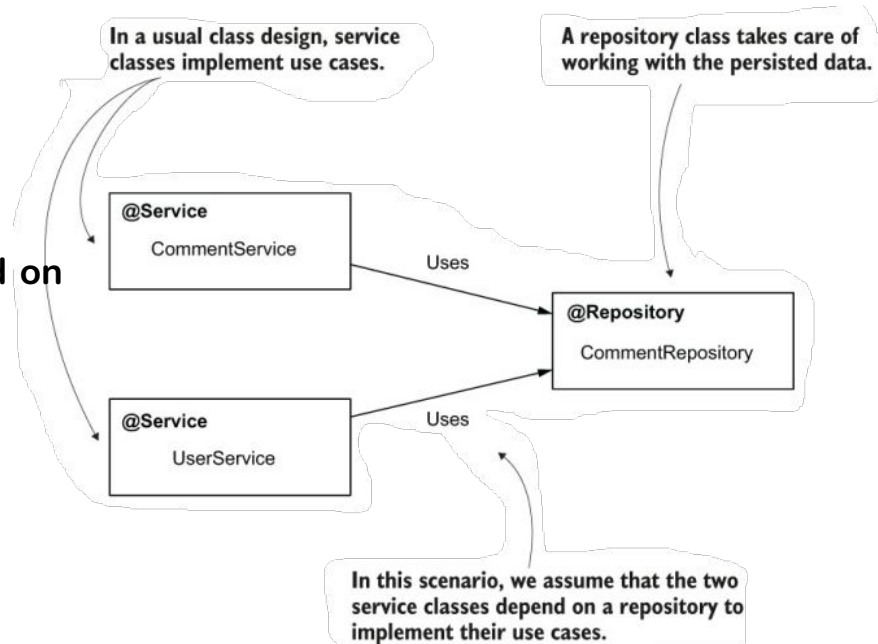 In a usual class design, service
classes implement use cases.
A repository class takes care of
working with the persisted data.
@Service
CommentService
Uses
on
@Repository
CommentRepository
@Service
UserService
Uses
In this scenario, we assume that the two
service classes depend on a repository to
implement their use cases.